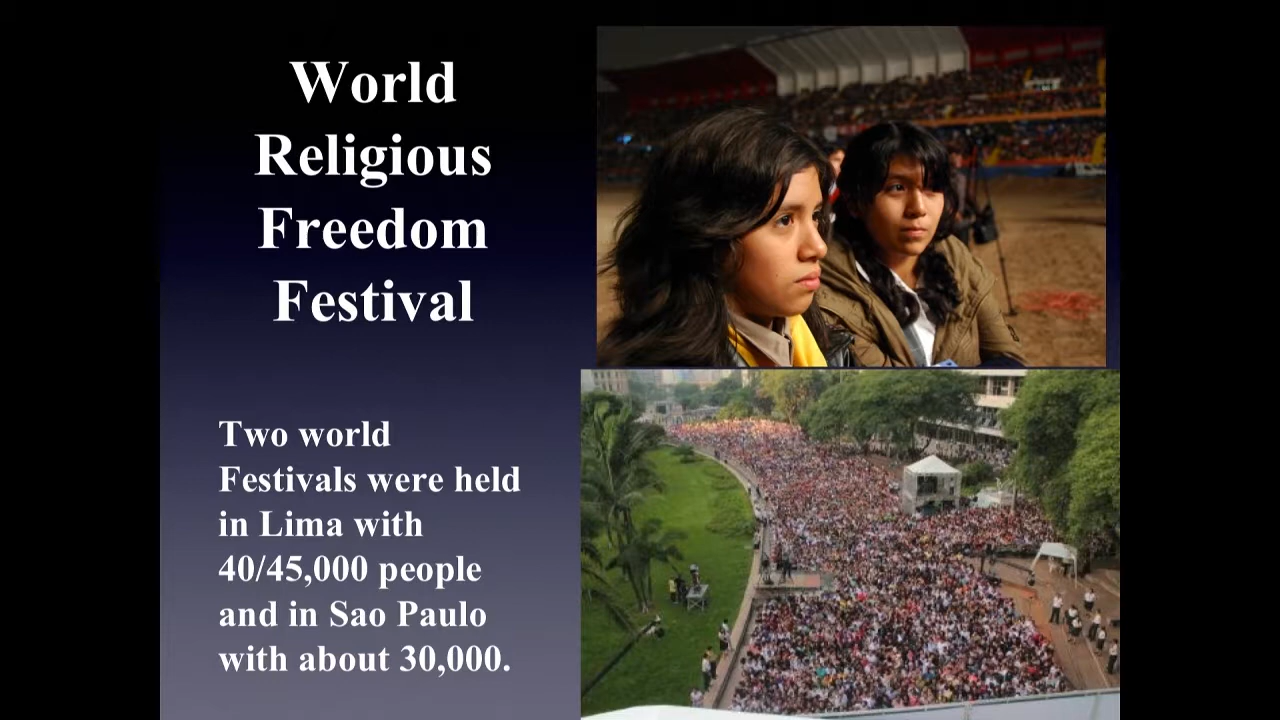 World
Religious
Freedom
Festival
Two world
Festivals were held
in Lima with
40/45,000 people
and in Sao Paulo
with about 30,000.